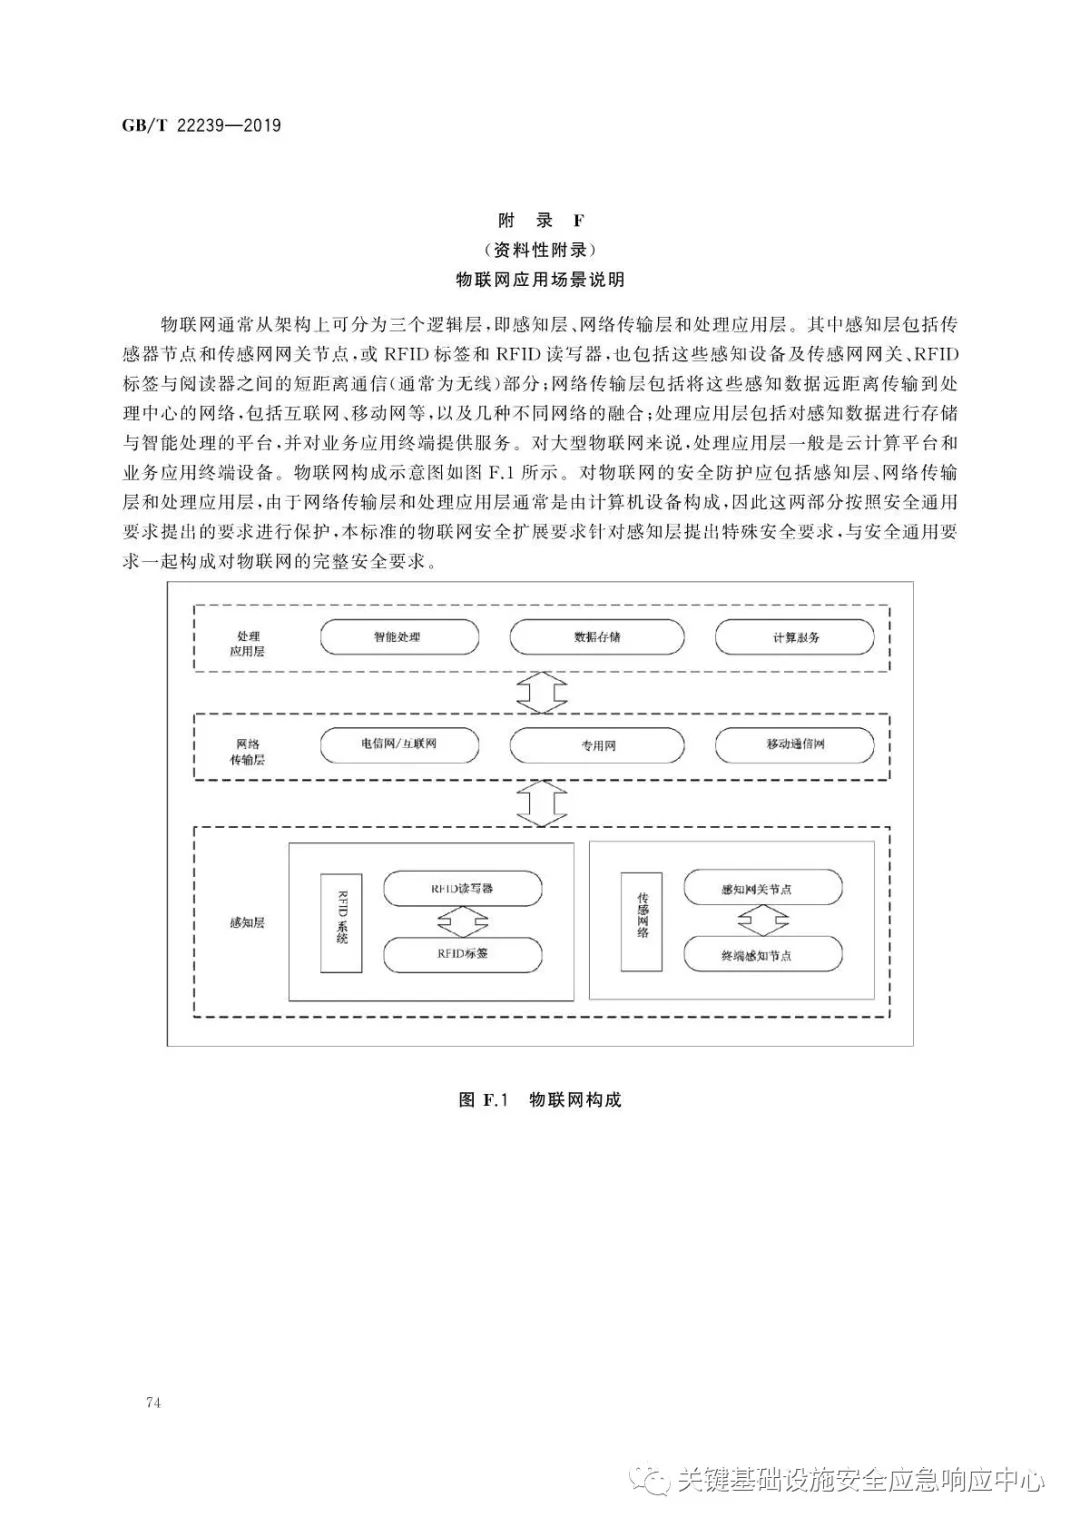 GB/T 22239—2019
附 录 F
（资料性附录）
物联网应用场景说明
物联网通常从架构上可分为三个逻辑层,即感知层、网络传输层和处理应用层。其中感知层包括传
感器节点和传感网网关节点,或 RFID 标签和 RFID 读写器,也包括这些感知设备及传感网网关、RFID
标签与阅读器之间的短距离通信(通常为无线)部分;网络传输层包括将这些感知数据远距离传输到处
理中心的网络,包括互联网、移动网等,以及几种不同网络的融合;处理应用层包括对感知数据进行存储
与智能处理的平台,并对业务应用终端提供服务。对大型物联网来说,处理应用层一般是云计算平台和
业务应用终端设备。物联网构成示意图如图 F.1 所示。对物联网的安全防护应包括感知层、网络传输
层和处理应用层,由于网络传输层和处理应用层通常是由计算机设备构成,因此这两部分按照安全通用
要求提出的要求进行保护,本标准的物联网安全扩展要求针对感知层提出特殊安全要求,与安全通用要
求一起构成对物联网的完整安全要求。
处理
应用层
智能处理
数据存储
计算服务
网络
传输层
电信网/互联网
专用网
移动通信网
感知层
RFID 系统
RFID读写器
RFID标签
传感网络
感知网关节点
终端感知节点
图 F.1 物联网构成
74
关键基础设施安全应急响应中心